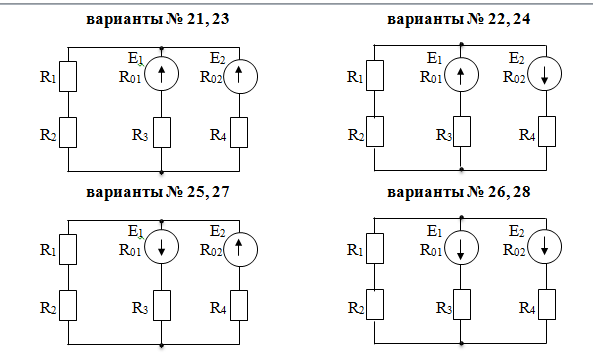 варианты № 21, 23
E1
E2
R1
R01
R02
R2
R3
R4
варианты № 22, 24
E1
E2
R1
R01
R02
R2
R3
R4
варианты № 25, 27
E1
E2
R1
R01
R02
R2
R3
R4
варианты № 26, 28
E1
E2
R1
R01
R02
R2
R3
R4